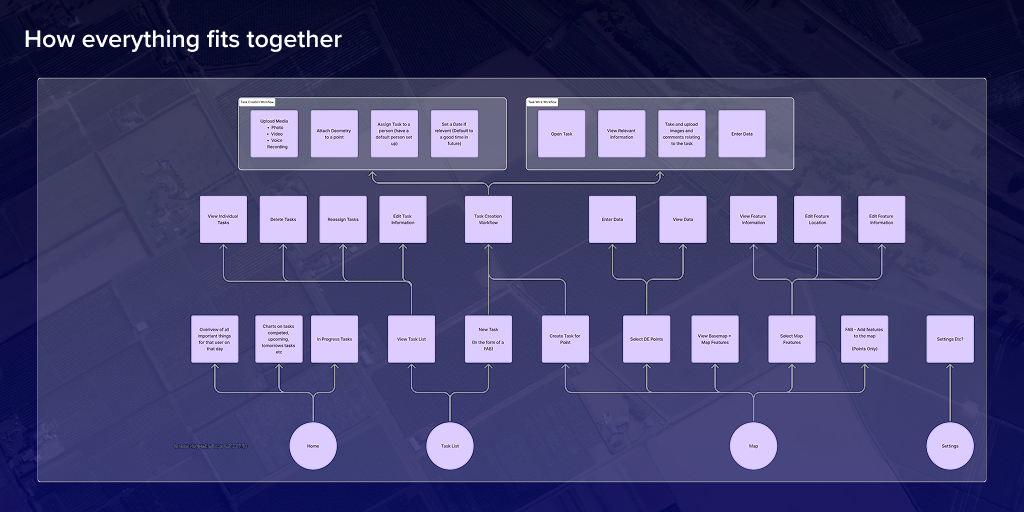 How everything fits together
Task Creation Workflow
Task Work Workflow
Upload Media
• Photo
• Video
• Voice
Recording
Attach Geometry
to a point
Assign Task to a
person (have a
default person set
up)
Set a Date if
relevant (Default to
a good time in
future)
Open Task
View Relevant
Information
Take and upload
images and
comments relating
to the task
Enter Data
View Individual
Tasks
Delete Tasks
Reassign Tasks
Edit Task
Information
Task Creation
Workflow
Enter Data
View Data
View Feature
Information
Edit Feature
Location
Edit Feature
Information
Overview of all
important things
for that user on
that day
Charts on tasks
competed,
upcoming,
tomorrows tasks
etc
In Progress Tasks
View Task List
New Task
(In the form of a
FAB)
Create Task for
Point
Select DE Points
View Basemap +
Map Features
Select Map
Features
FAB - Add features
to the map
(Points Only)
Settings Etc?
Home
Task List
Map
Settings